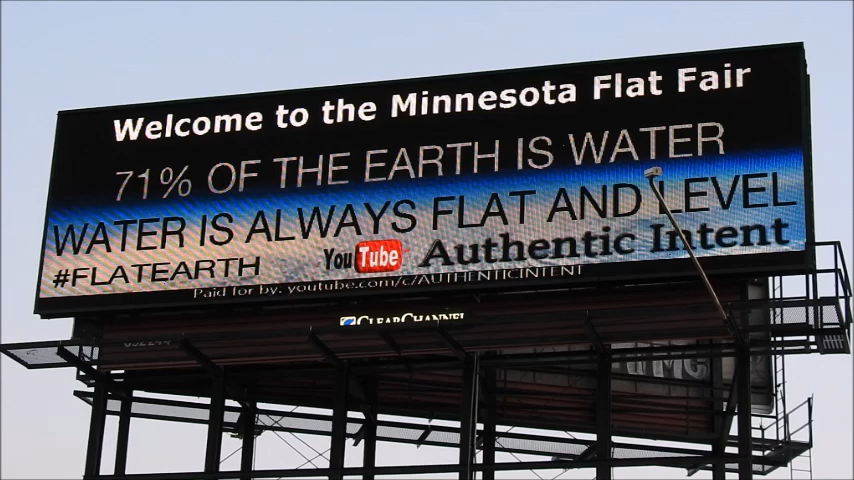 Welcome to the Minnesota Flat Fair
71% OF THE EARTH IS WATER
WATER IS ALWAYS FLAT AND LEVEL
#FLATEARTH YouTube Authentic Intent
Paid for by: youtube.com/c/AUTHENTICINTENT
CLEARCHANNEL